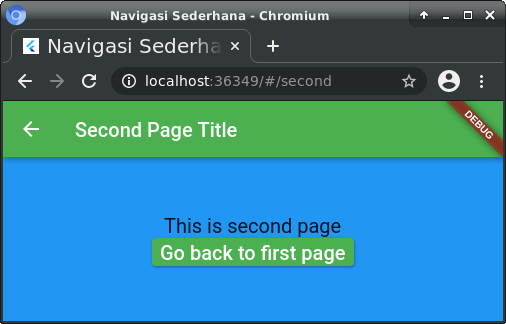 Navigasi Sederhana - Chromium
Navigasi Sederha
localhost:36349/#/second
Second Page Title
DEBUG
This is second page
Go back to first page